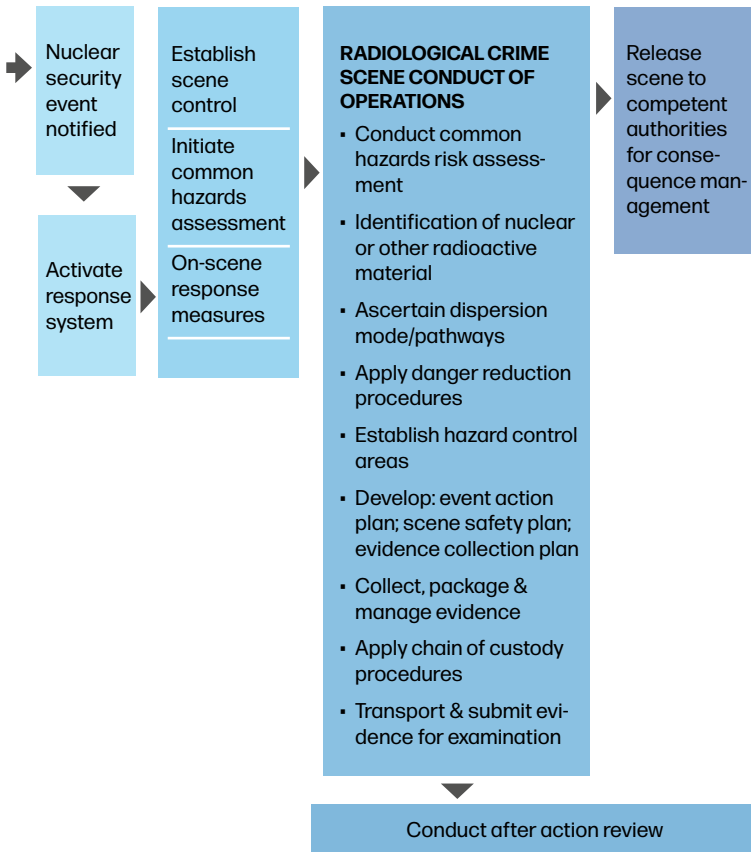 Nuclear
security
event
notified
Activate
response
system
Establish
scene
control
Initiate
common
hazards
assessment
On-scene
response
measures
RADIOLOGICAL CRIME
SCENE CONDUCT OF
OPERATIONS
▪ Conduct common
hazards risk assess-
ment
▪ Identification of nuclear
or other radioactive
material
▪ Ascertain dispersion
mode/pathways
▪ Apply danger reduction
procedures
▪ Establish hazard control
areas
▪ Develop: event action
plan; scene safety plan;
evidence collection plan
▪ Collect, package &
manage evidence
▪ Apply chain of custody
procedures
▪ Transport & submit evi-
dence for examination
Release
scene to
competent
authorities
for conse-
quence man-
agement
Conduct after action review